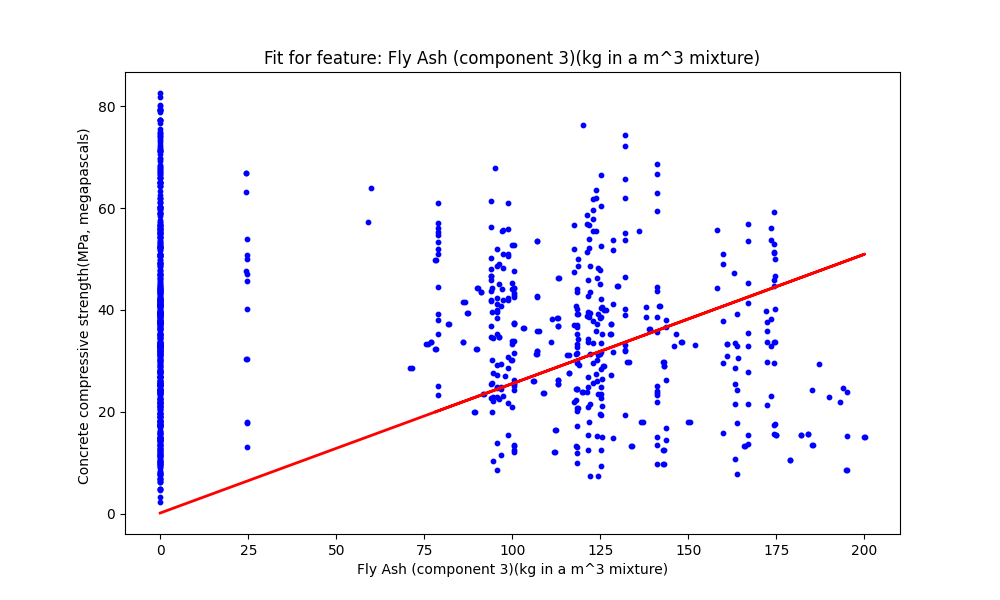 Fit for feature: Fly Ash (component 3)(kg in a m^3 mixture)
Concrete compressive strength(MPa, megapascals)
80
60
40
20
0
0 25 50 75 100 125 150 175 200
Fly Ash (component 3)(kg in a m^3 mixture)